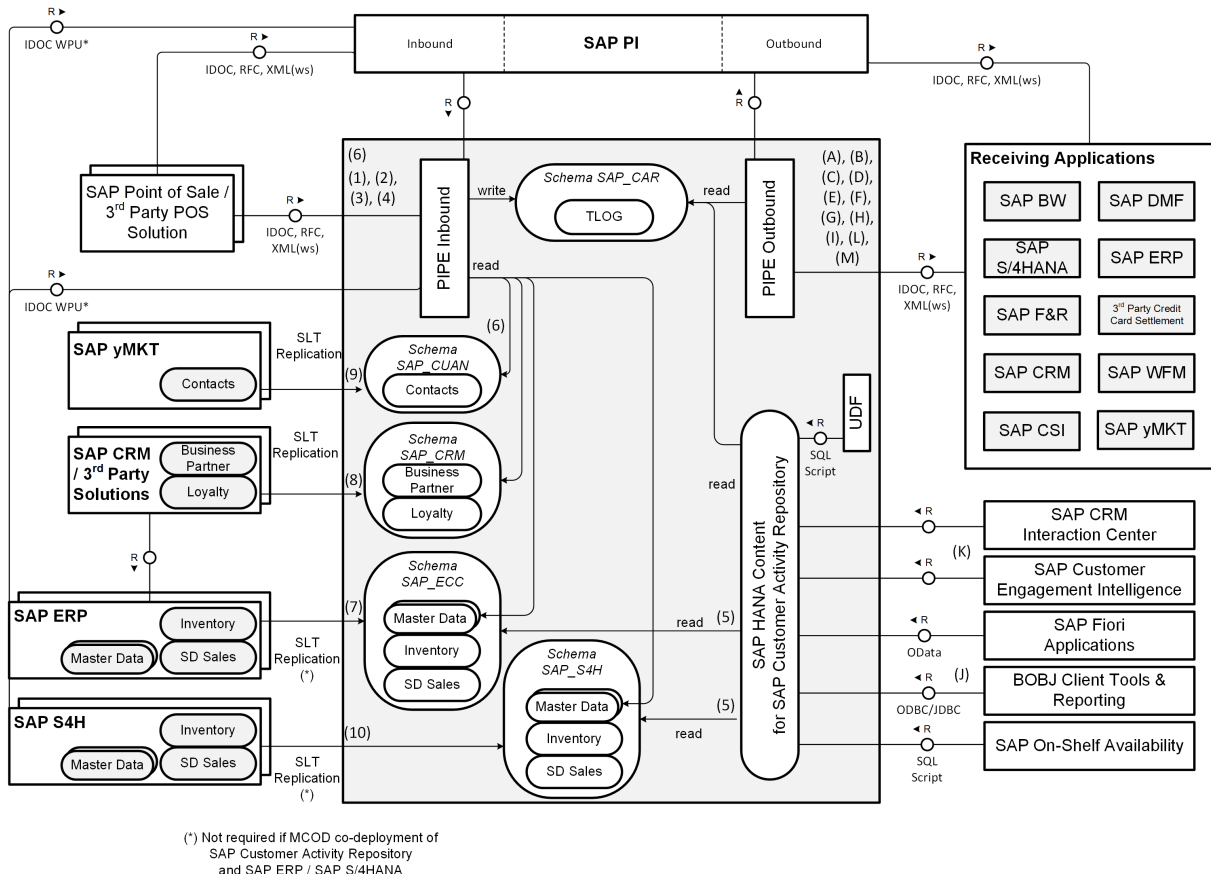 R ►
IDOC WPU*
R ►
IDOC, RFC, XML(ws)
Inbound
SAP PI
Outbound
R ►
IDOC, RFC, XML(ws)
R
▼
▲
R
SAP Point of Sale /
3rd Party POS
Solution
R ►
IDOC, RFC,
XML(ws)
R ►
IDOC WPU*
(6)
(1), (2),
(3), (4)
PIPE Inbound
write
read
Schema SAP_CAR
TLOG
read
PIPE Outbound
(A), (B),
(C), (D),
(E), (F),
(G), (H),
(I), (L),
(M)
R ►
IDOC, RFC,
XML(ws)
Receiving Applications
SAP BW
SAP DMF
SAP
S/4HANA
SAP ERP
SAP F&R
3rd Party Credit
Card Settlement
SAP CRM
SAP WFM
SAP CSI
SAP yMKT
SAP yMKT
Contacts
SLT
Replication
(9)
(6)
Schema
SAP_CUAN
Contacts
SAP CRM
/ 3rd Party
Solutions
Business
Partner
Loyalty
SLT
Replication
(8)
Schema
SAP_CRM
Business
Partner
Loyalty
R
▼
SAP ERP
Inventory
Master Data
SD Sales
(7)
SLT
Replication
(*)
Schema
SAP_ECC
Master Data
Inventory
SD Sales
SAP S4H
Inventory
Master Data
SD Sales
(10)
SLT
Replication
(*)
Schema
SAP_S4H
Master Data
Inventory
SD Sales
read
read
(5)
(5)
read
SAP HANA Content
for SAP Customer Activity Repository
UDF
◄ R
SQL
Script
◄ R
SAP CRM
Interaction Center
(K)
◄ R
SAP Customer
Engagement Intelligence
◄ R
OData
SAP Fiori
Applications
(J)
◄ R
ODBC/JDBC
BOBJ Client Tools &
Reporting
◄ R
SQL
Script
SAP On-Shelf Availability
(*) Not required if MCOD co-deployment of
SAP Customer Activity Repository
and SAP ERP / SAP S/4HANA